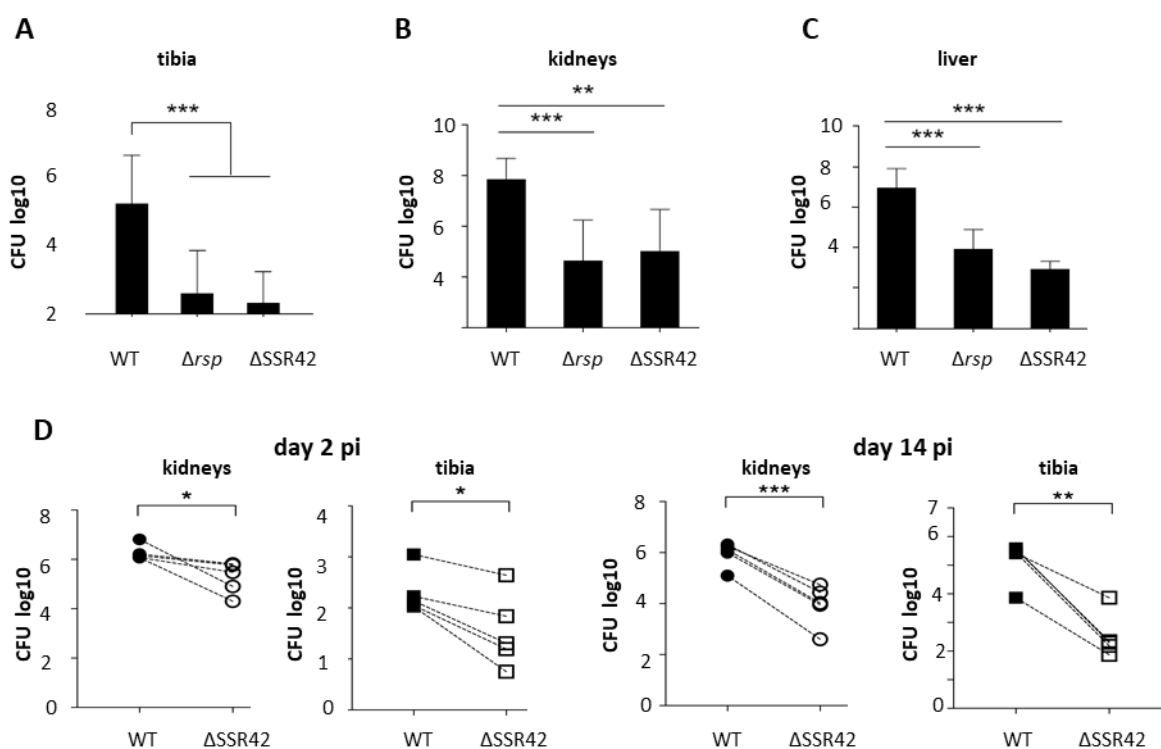 A
B
C
tibia
kidneys
liver
CFU log10
8
6
4
2
***
WT
Δrsp
ΔSSR42
CFU log10
10
8
6
4
**
***
WT
Δrsp
ΔSSR42
CFU log10
10
8
6
4
***
***
WT
Δrsp
ΔSSR42
D
day 2 pi
day 14 pi
kidneys
*
CFU log10
8
6
4
2
0
WT
ΔSSR42
tibia
*
CFU log10
4
3
2
1
0
WT
ΔSSR42
kidneys
***
CFU log10
8
6
4
2
0
WT
ΔSSR42
tibia
**
CFU log10
7
6
4
2
0
WT
ΔSSR42